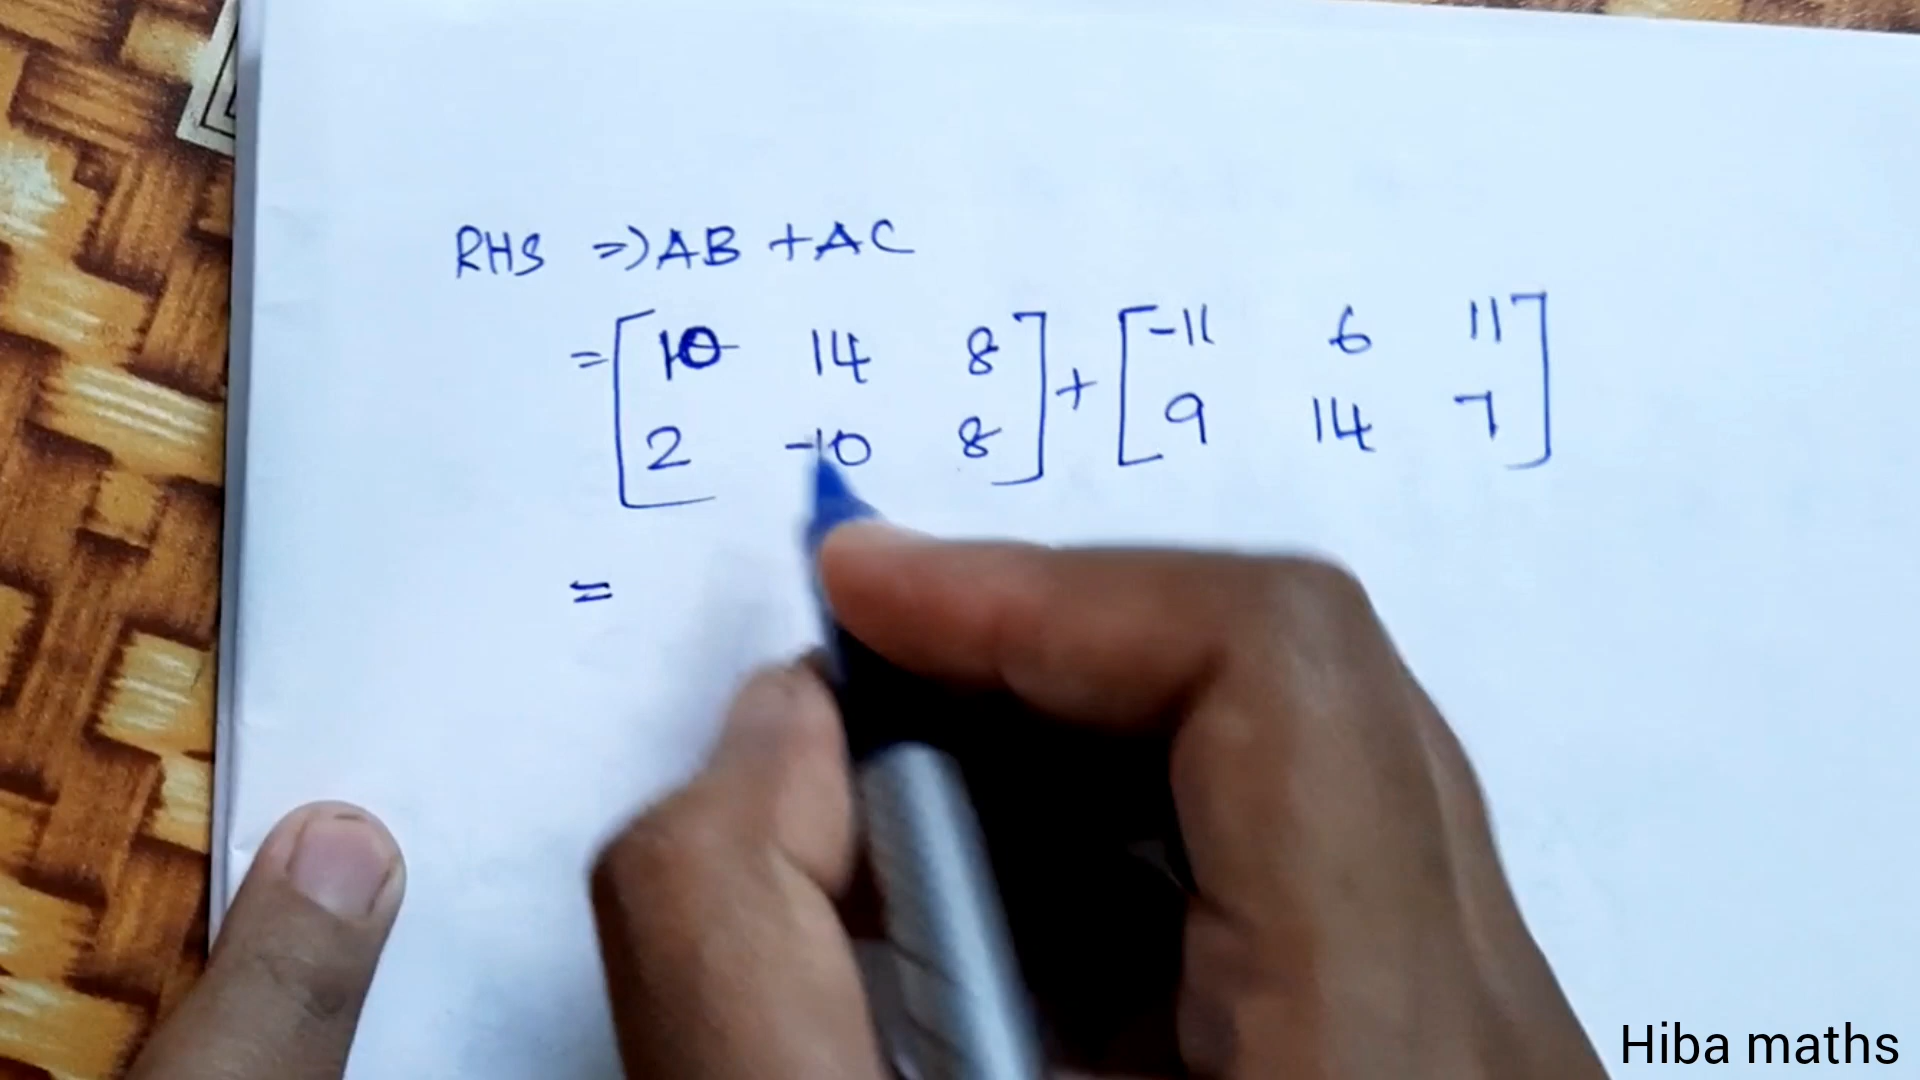 RHS ⇒ AB + AC
= [ 10 14 8 ] + [ -11 6 11 ]
[ 2 -10 8 ] [ 9 14 7 ]
=
Hiba maths